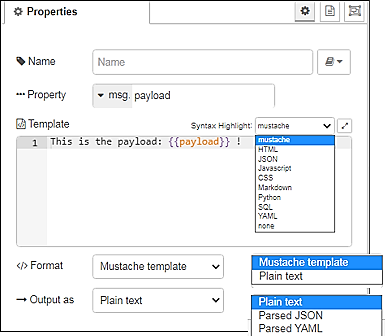 Properties
Name
Name
Property
msg. payload
Template
Syntax Highlight: mustache
1 This is the payload: {{payload}} !
mustache
HTML
JSON
Javascript
CSS
Markdown
Python
SQL
YAML
none
Format
Mustache template
Mustache template
Plain text
Output as
Plain text
Plain text
Parsed JSON
Parsed YAML